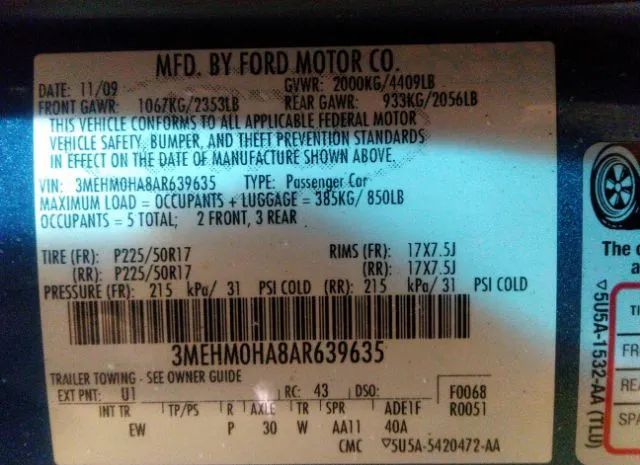 MFD. BY FORD MOTOR CO.
DATE: 11/09 GVWR: 2000KG/4409LB
FRONT GAWR: 1067KG/2353LB REAR GAWR: 933KG/2056LB
THIS VEHICLE CONFORMS TO ALL APPLICABLE FEDERAL MOTOR
VEHICLE SAFETY, BUMPER, AND THEFT PREVENTION STANDARDS
IN EFFECT ON THE DATE OF MANUFACTURE SHOWN ABOVE.
VIN: 3MEHM0HA8AR639635 TYPE: Passenger Car
MAXIMUM LOAD = OCCUPANTS + LUGGAGE = 385KG/ 850LB
OCCUPANTS = 5 TOTAL; 2 FRONT, 3 REAR
TIRE (FR): P225/50R17 RIMS (FR): 17X7.5J
(RR): P225/50R17 (RR): 17X7.5J
PRESSURE (FR): 215 kPa/ 31 PSI COLD (RR): 215 kPa/ 31 PSI COLD
3MEHM0HA8AR639635
TRAILER TOWING - SEE OWNER GUIDE
EXT PNT: U1 RC: 43 DSO: F0068
INT TR TP/PS R AXLE TR SPR ADE1F R0051
EW P 30 W AA11 40A
CMC ▽5U5A-5420472-AA
▽5U5A-1532-AA (TLU)
The
a
TI
FR
REA
SPA